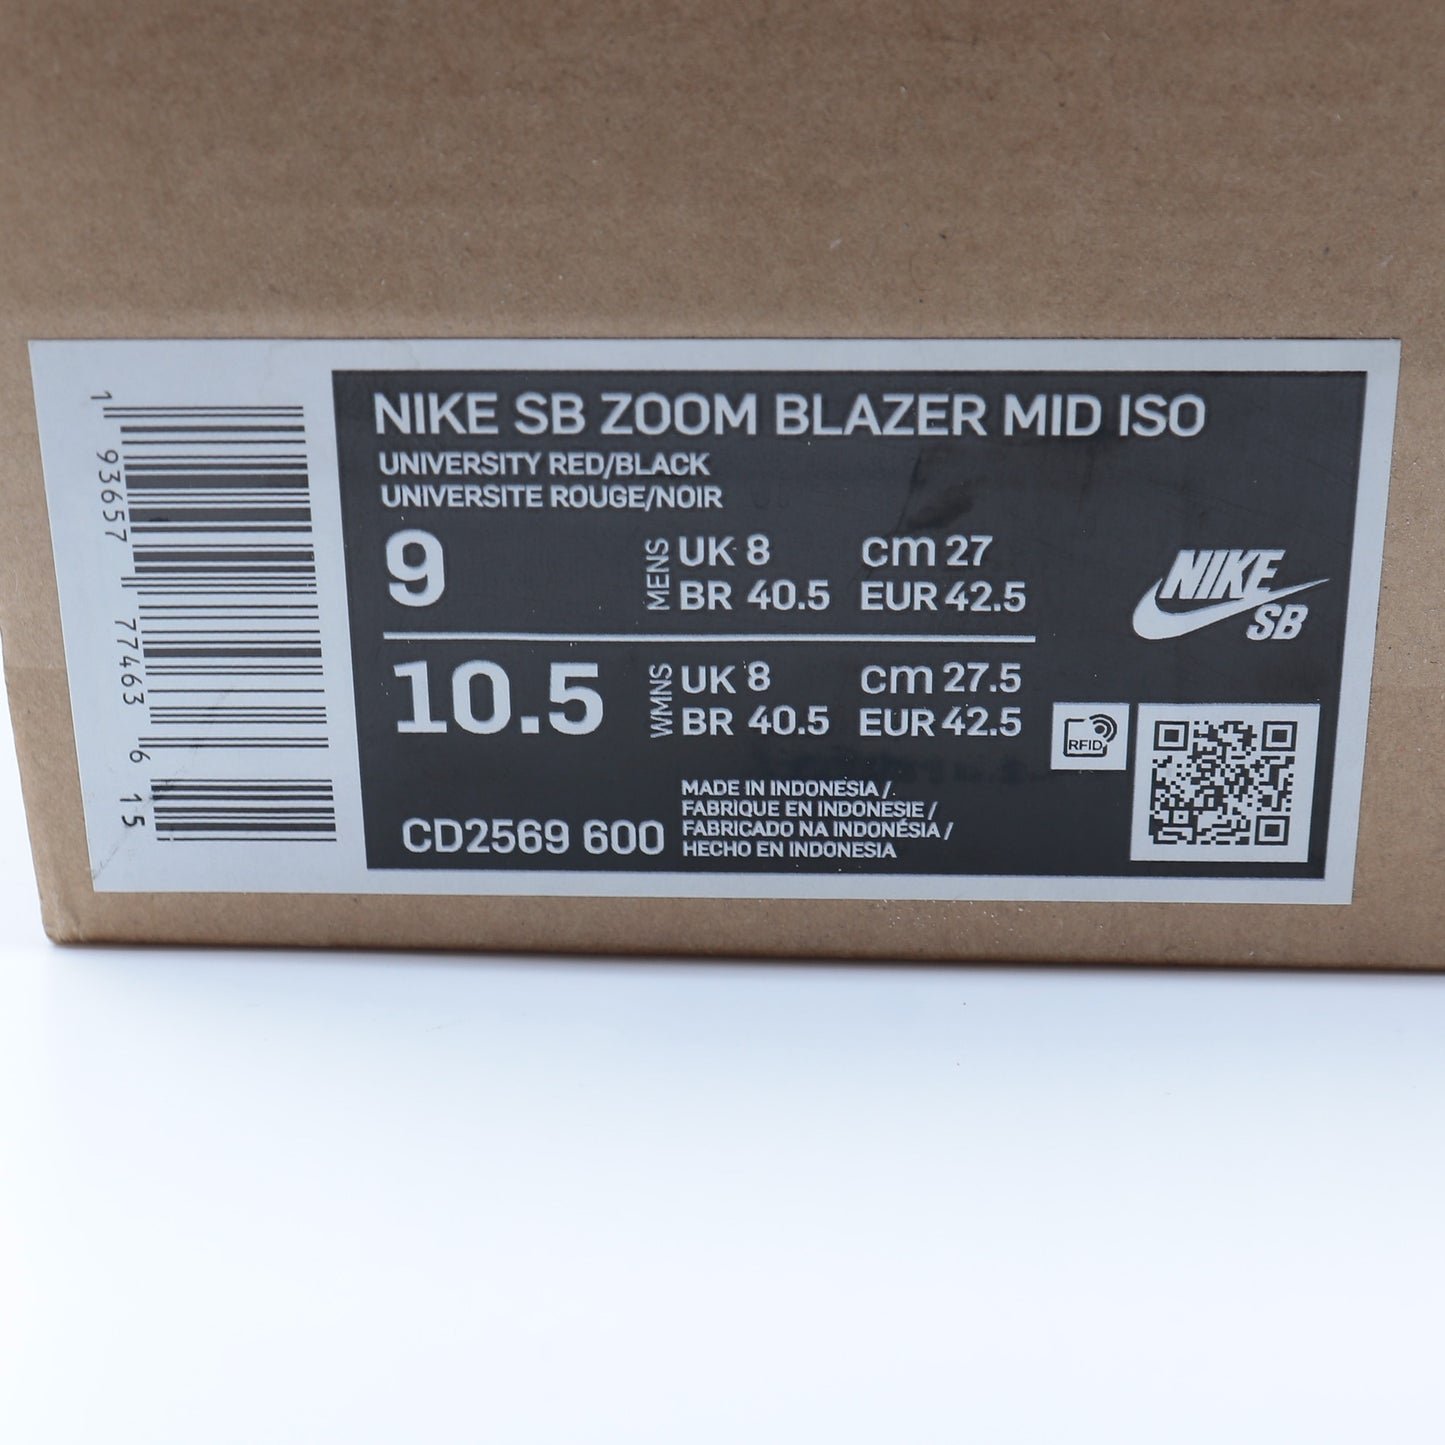 NIKE SB ZOOM BLAZER MID ISO
UNIVERSITY RED/BLACK
UNIVERSITE ROUGE/NOIR
9 MENS UK 8 cm 27
BR 40.5 EUR 42.5
10.5 WMNS UK 8 cm 27.5
BR 40.5 EUR 42.5
CD2569 600
MADE IN INDONESIA /
FABRIQUE EN INDONESIE /
FABRICADO NA INDONÉSIA /
HECHO EN INDONESIA
NIKE
SB
RFID
1 93657 77463 6 15